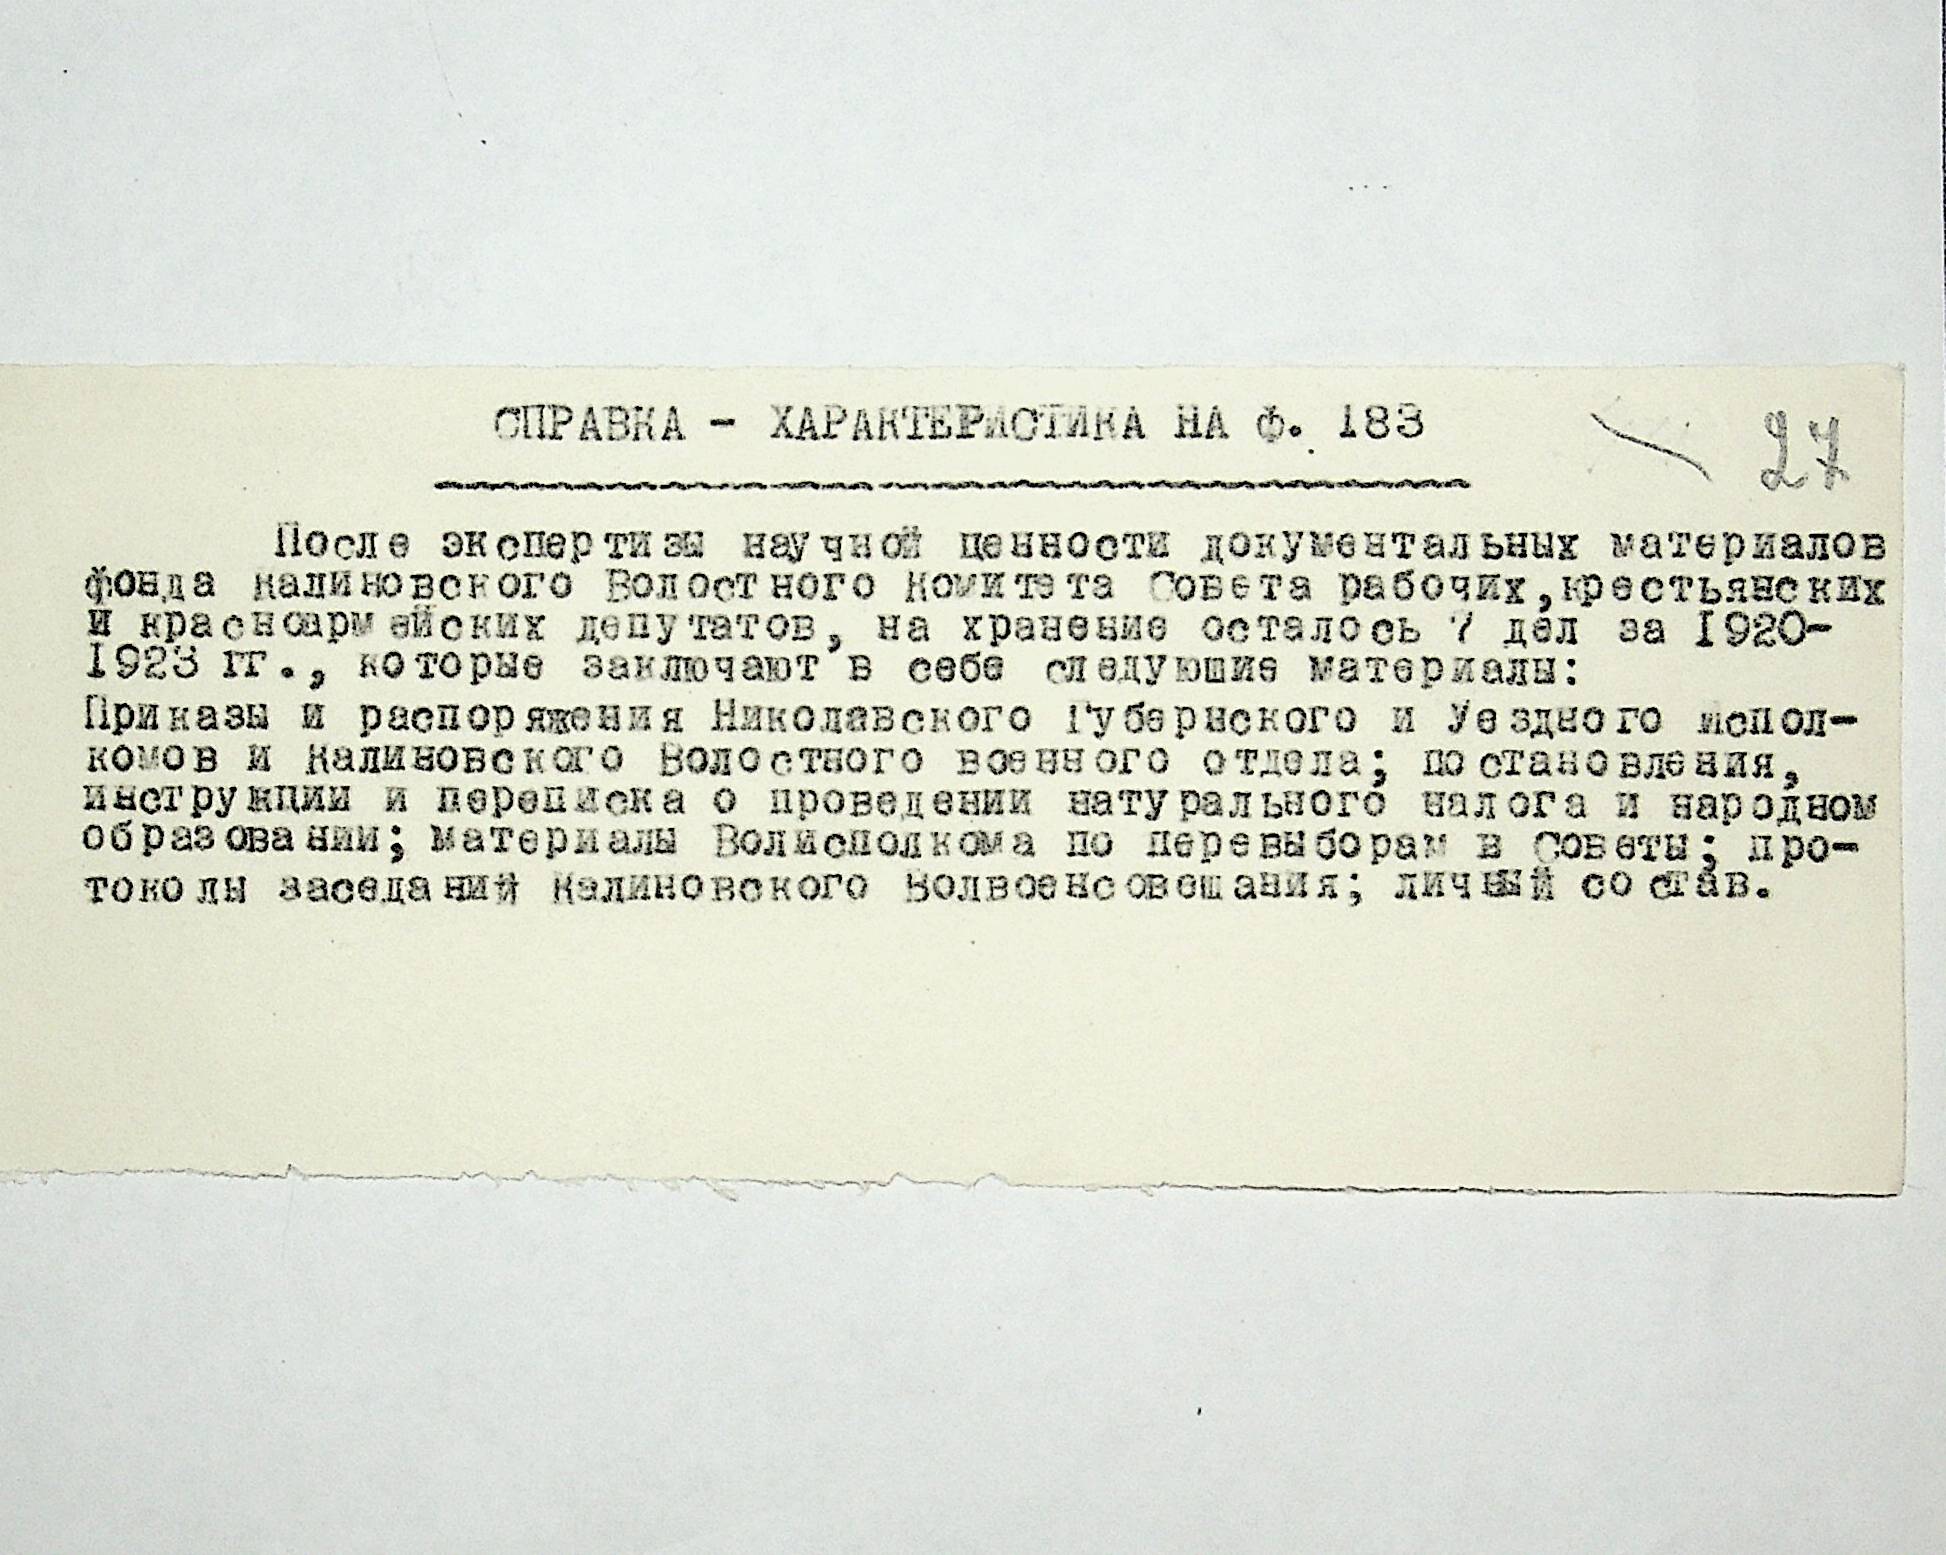 СПРАВКА - ХАРАКТЕРИСТИКА НА Ф. 183
27
После экспертизы научной ценности документальных материалов
фонда Калиновского Волостного Комитета Совета рабочих,крестьянских
и красноармейских депутатов, на хранение осталось 7 дел за 1920-
1923 гг., которые заключают в себе следующие материалы:
Приказы и распоряжения Николавского Губернского и Уездного Испол-
комов и Калиновского Волостного военного отдела; постановления,
инструкции и переписка о проведении натурального налога и народном
образовании; материалы Волисполкома по перевыборам в Советы; про-
токолы заседаний Калиновского Волвоенсовещания; личный состав.